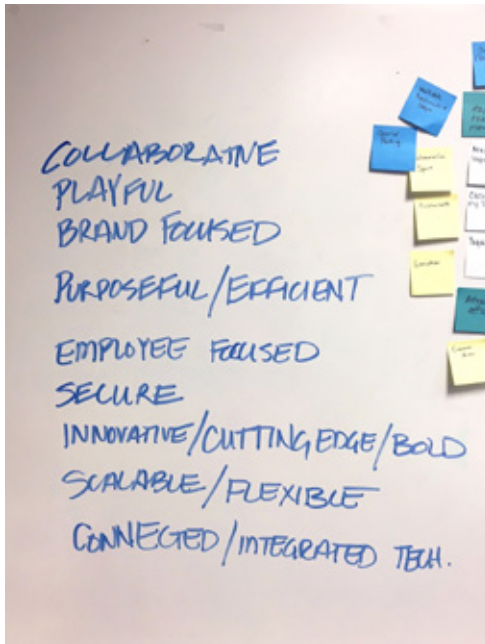 COLLABORATIVE
PLAYFUL
BRAND FOCUSED
PURPOSEFUL/EFFICIENT
EMPLOYEE FOCUSED
SECURE
INNOVATIVE/CUTTING EDGE/BOLD
SCALABLE/FLEXIBLE
CONNECTED/INTEGRATED TECH.